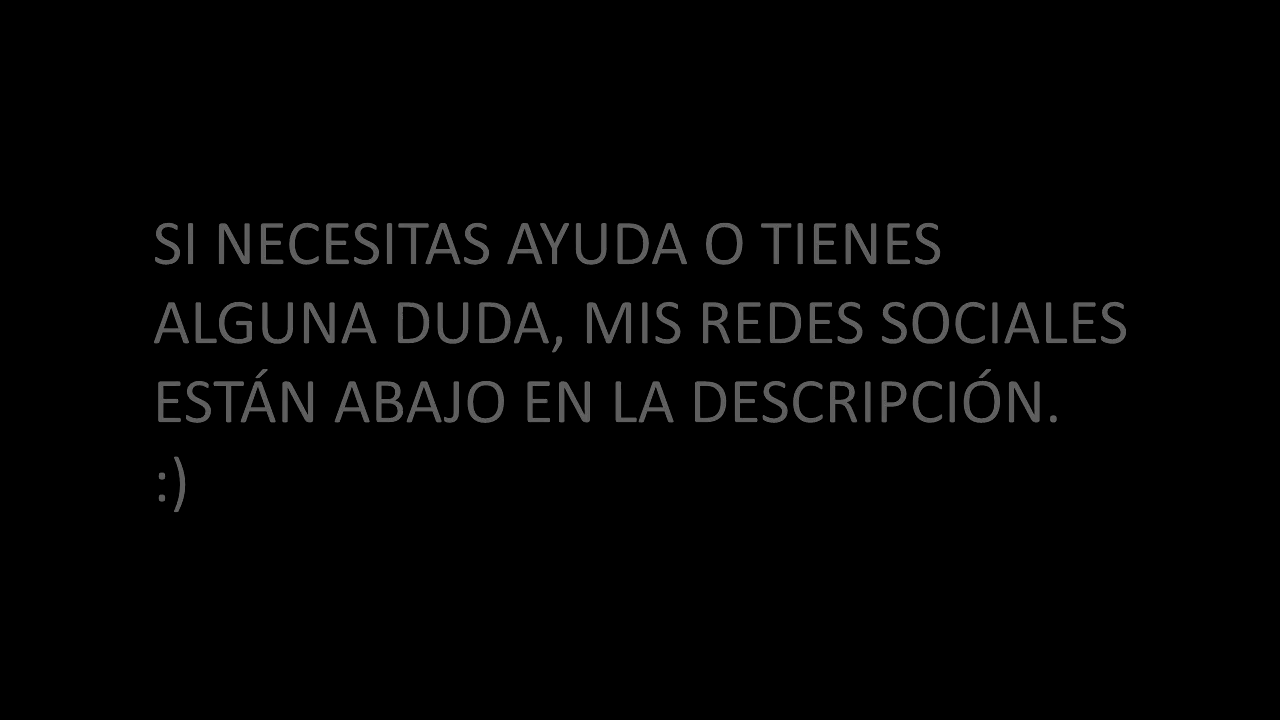 SI NECESITAS AYUDA O TIENES
ALGUNA DUDA, MIS REDES SOCIALES
ESTÁN ABAJO EN LA DESCRIPCIÓN.
:)